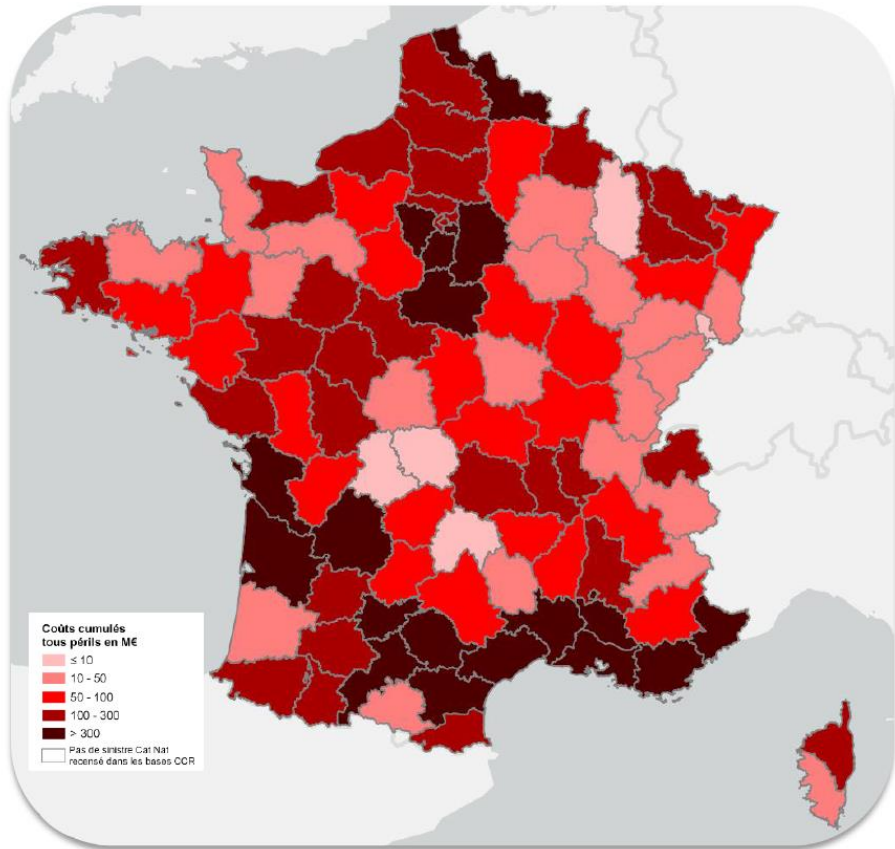 Coûts cumulés
tous périls en M€
≤ 10
10 - 50
50 - 100
100 - 300
> 300
Pas de sinistre Cat Nat
recensé dans les bases CCR